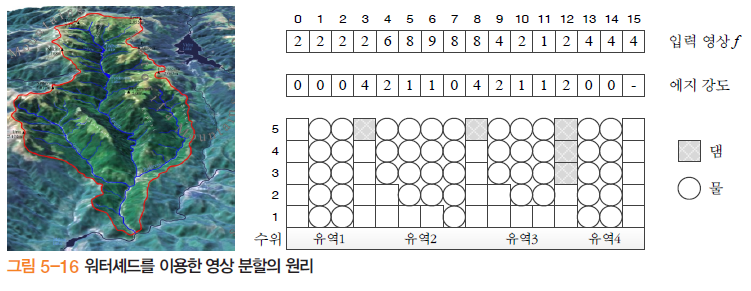 0 1 2 3 4 5 6 7 8 9 10 11 12 13 14 15
2 2 2 2 6 8 9 8 8 4 2 1 2 4 4 4 입력 영상 f
0 0 0 4 2 1 1 0 4 2 1 1 2 0 0 - 에지 강도
5
4
3
2
1
댐
물
수위 유역1 유역2 유역3 유역4
그림 5-16 워터셰드를 이용한 영상 분할의 원리